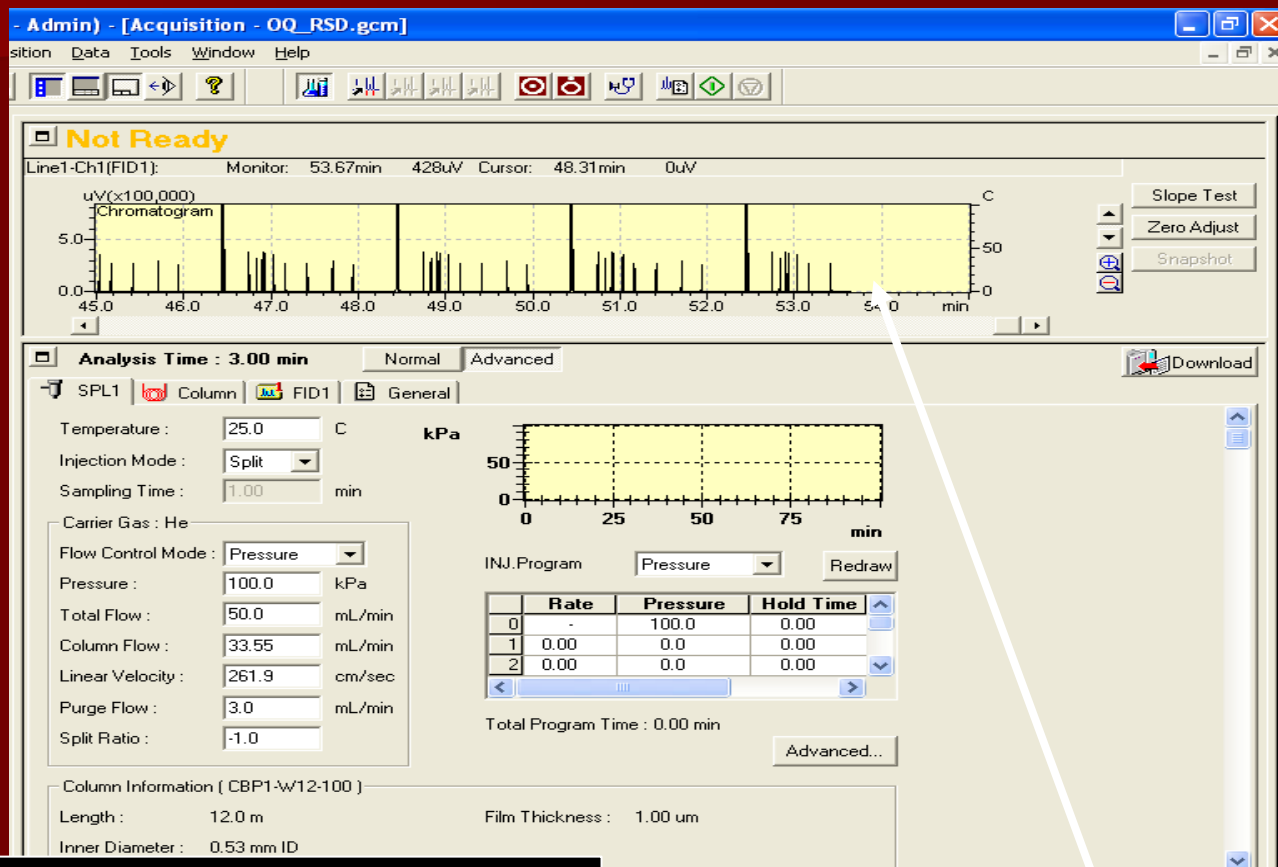 - Admin) - [Acquisition - OQ_RSD.gcm]
sition Data Tools Window Help
Not Ready
Line1-Ch1(FID1): Monitor: 53.67min 428uV Cursor: 48.31min 0uV
uV(x100,000) C
Chromatogram
5.0
50
0.0
0
45.0 46.0 47.0 48.0 49.0 50.0 51.0 52.0 53.0 54.0 min
Slope Test
Zero Adjust
Snapshot
Analysis Time : 3.00 min Normal Advanced Download
SPL1 Column FID1 General
Temperature : 25.0 C
Injection Mode : Split
Sampling Time : 1.00 min
Carrier Gas : He
Flow Control Mode : Pressure
Pressure : 100.0 kPa
Total Flow : 50.0 mL/min
Column Flow : 33.55 mL/min
Linear Velocity : 261.9 cm/sec
Purge Flow : 3.0 mL/min
Split Ratio : -1.0
kPa
50
0
0 25 50 75
min
INJ.Program Pressure Redraw
Rate Pressure Hold Time
0 - 100.0 0.00
1 0.00 0.0 0.00
2 0.00 0.0 0.00
Total Program Time : 0.00 min
Advanced...
Column Information ( CBP1-W12-100 )
Length : 12.0 m Film Thickness : 1.00 um
Inner Diameter : 0.53 mm ID